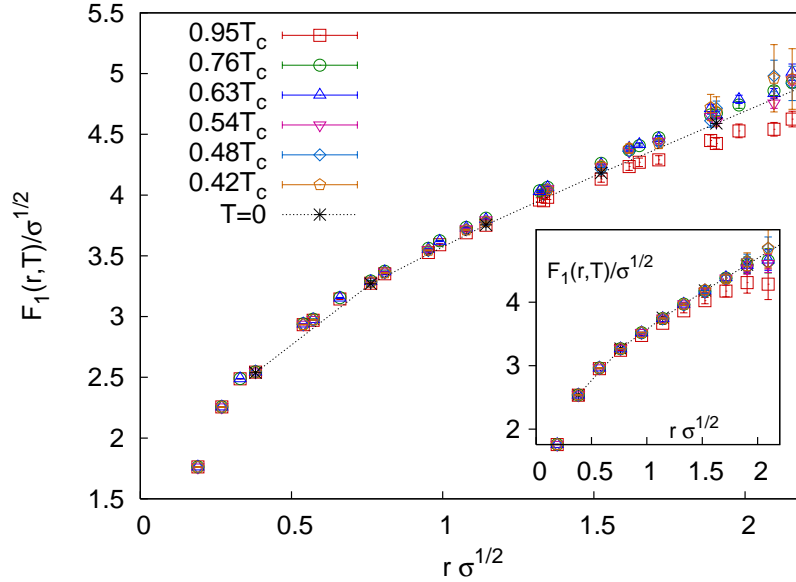 5.5
5
4.5
4
3.5
3
2.5
2
1.5
0
0.5
1
1.5
2
F₁(r,T)/σ^1/2
r σ^1/2
0.95T_c
0.76T_c
0.63T_c
0.54T_c
0.48T_c
0.42T_c
T=0
F₁(r,T)/σ^1/2
4
3
2
r σ^1/2
0
0.5
1
1.5
2